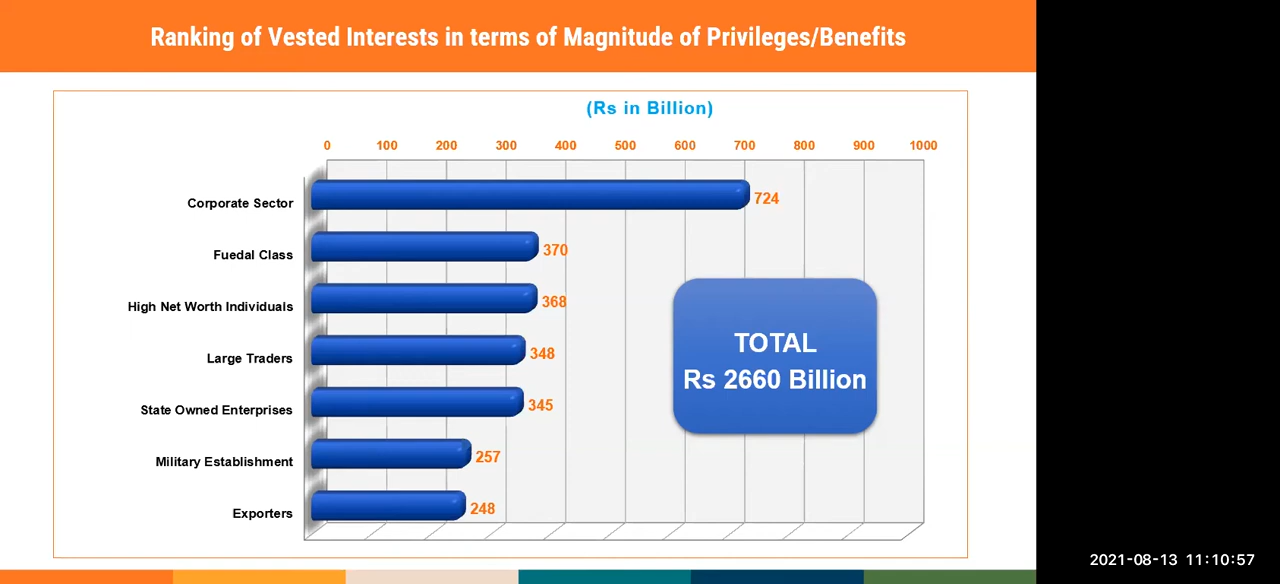 Ranking of Vested Interests in terms of Magnitude of Privileges/Benefits
(Rs in Billion)
0 100 200 300 400 500 600 700 800 900 1000
Corporate Sector 724
Fuedal Class 370
High Net Worth Individuals 368
Large Traders 348
State Owned Enterprises 345
Military Establishment 257
Exporters 248
TOTAL
Rs 2660 Billion
2021-08-13 11:10:57